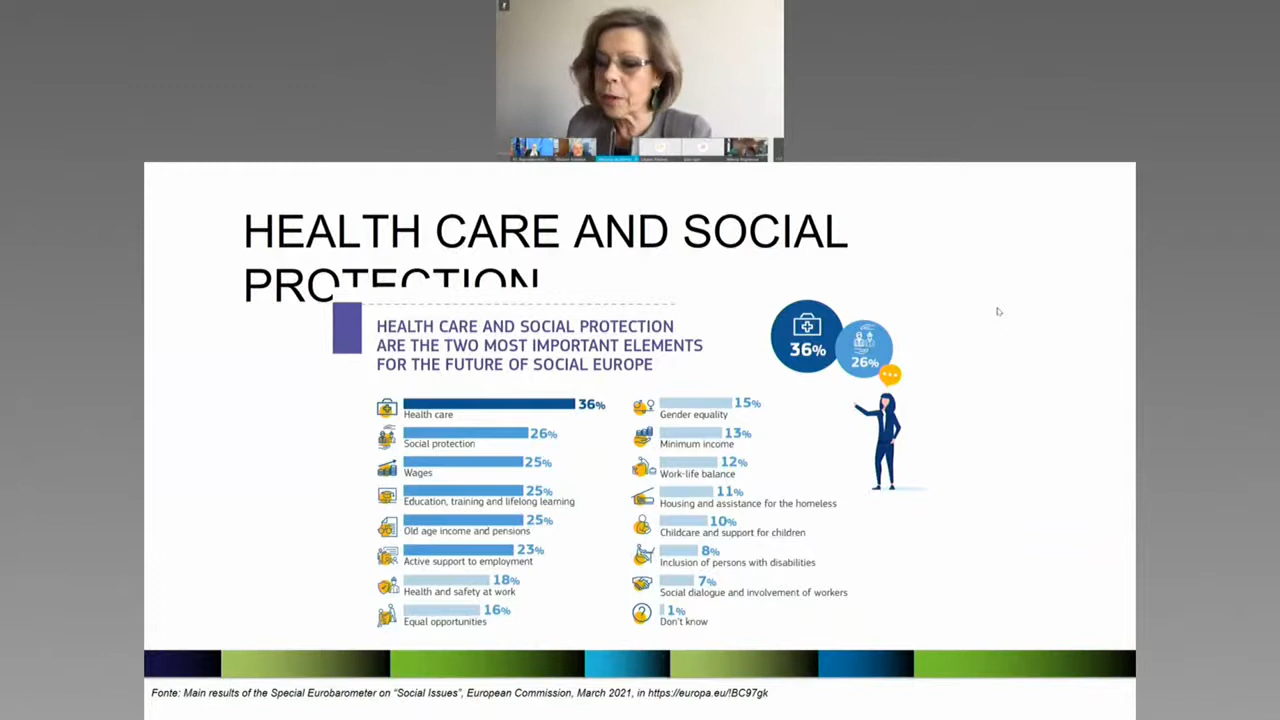 HEALTH CARE AND SOCIAL
PROTECTION
HEALTH CARE AND SOCIAL PROTECTION
ARE THE TWO MOST IMPORTANT ELEMENTS
FOR THE FUTURE OF SOCIAL EUROPE
36%
26%
36%
Health care
26%
Social protection
25%
Wages
25%
Education, training and lifelong learning
25%
Old age income and pensions
23%
Active support to employment
18%
Health and safety at work
16%
Equal opportunities
15%
Gender equality
13%
Minimum income
12%
Work-life balance
11%
Housing and assistance for the homeless
10%
Childcare and support for children
8%
Inclusion of persons with disabilities
7%
Social dialogue and involvement of workers
1%
Don't know
Fonte: Main results of the Special Eurobarometer on “Social Issues”, European Commission, March 2021, in https://europa.eu/!BC97gk